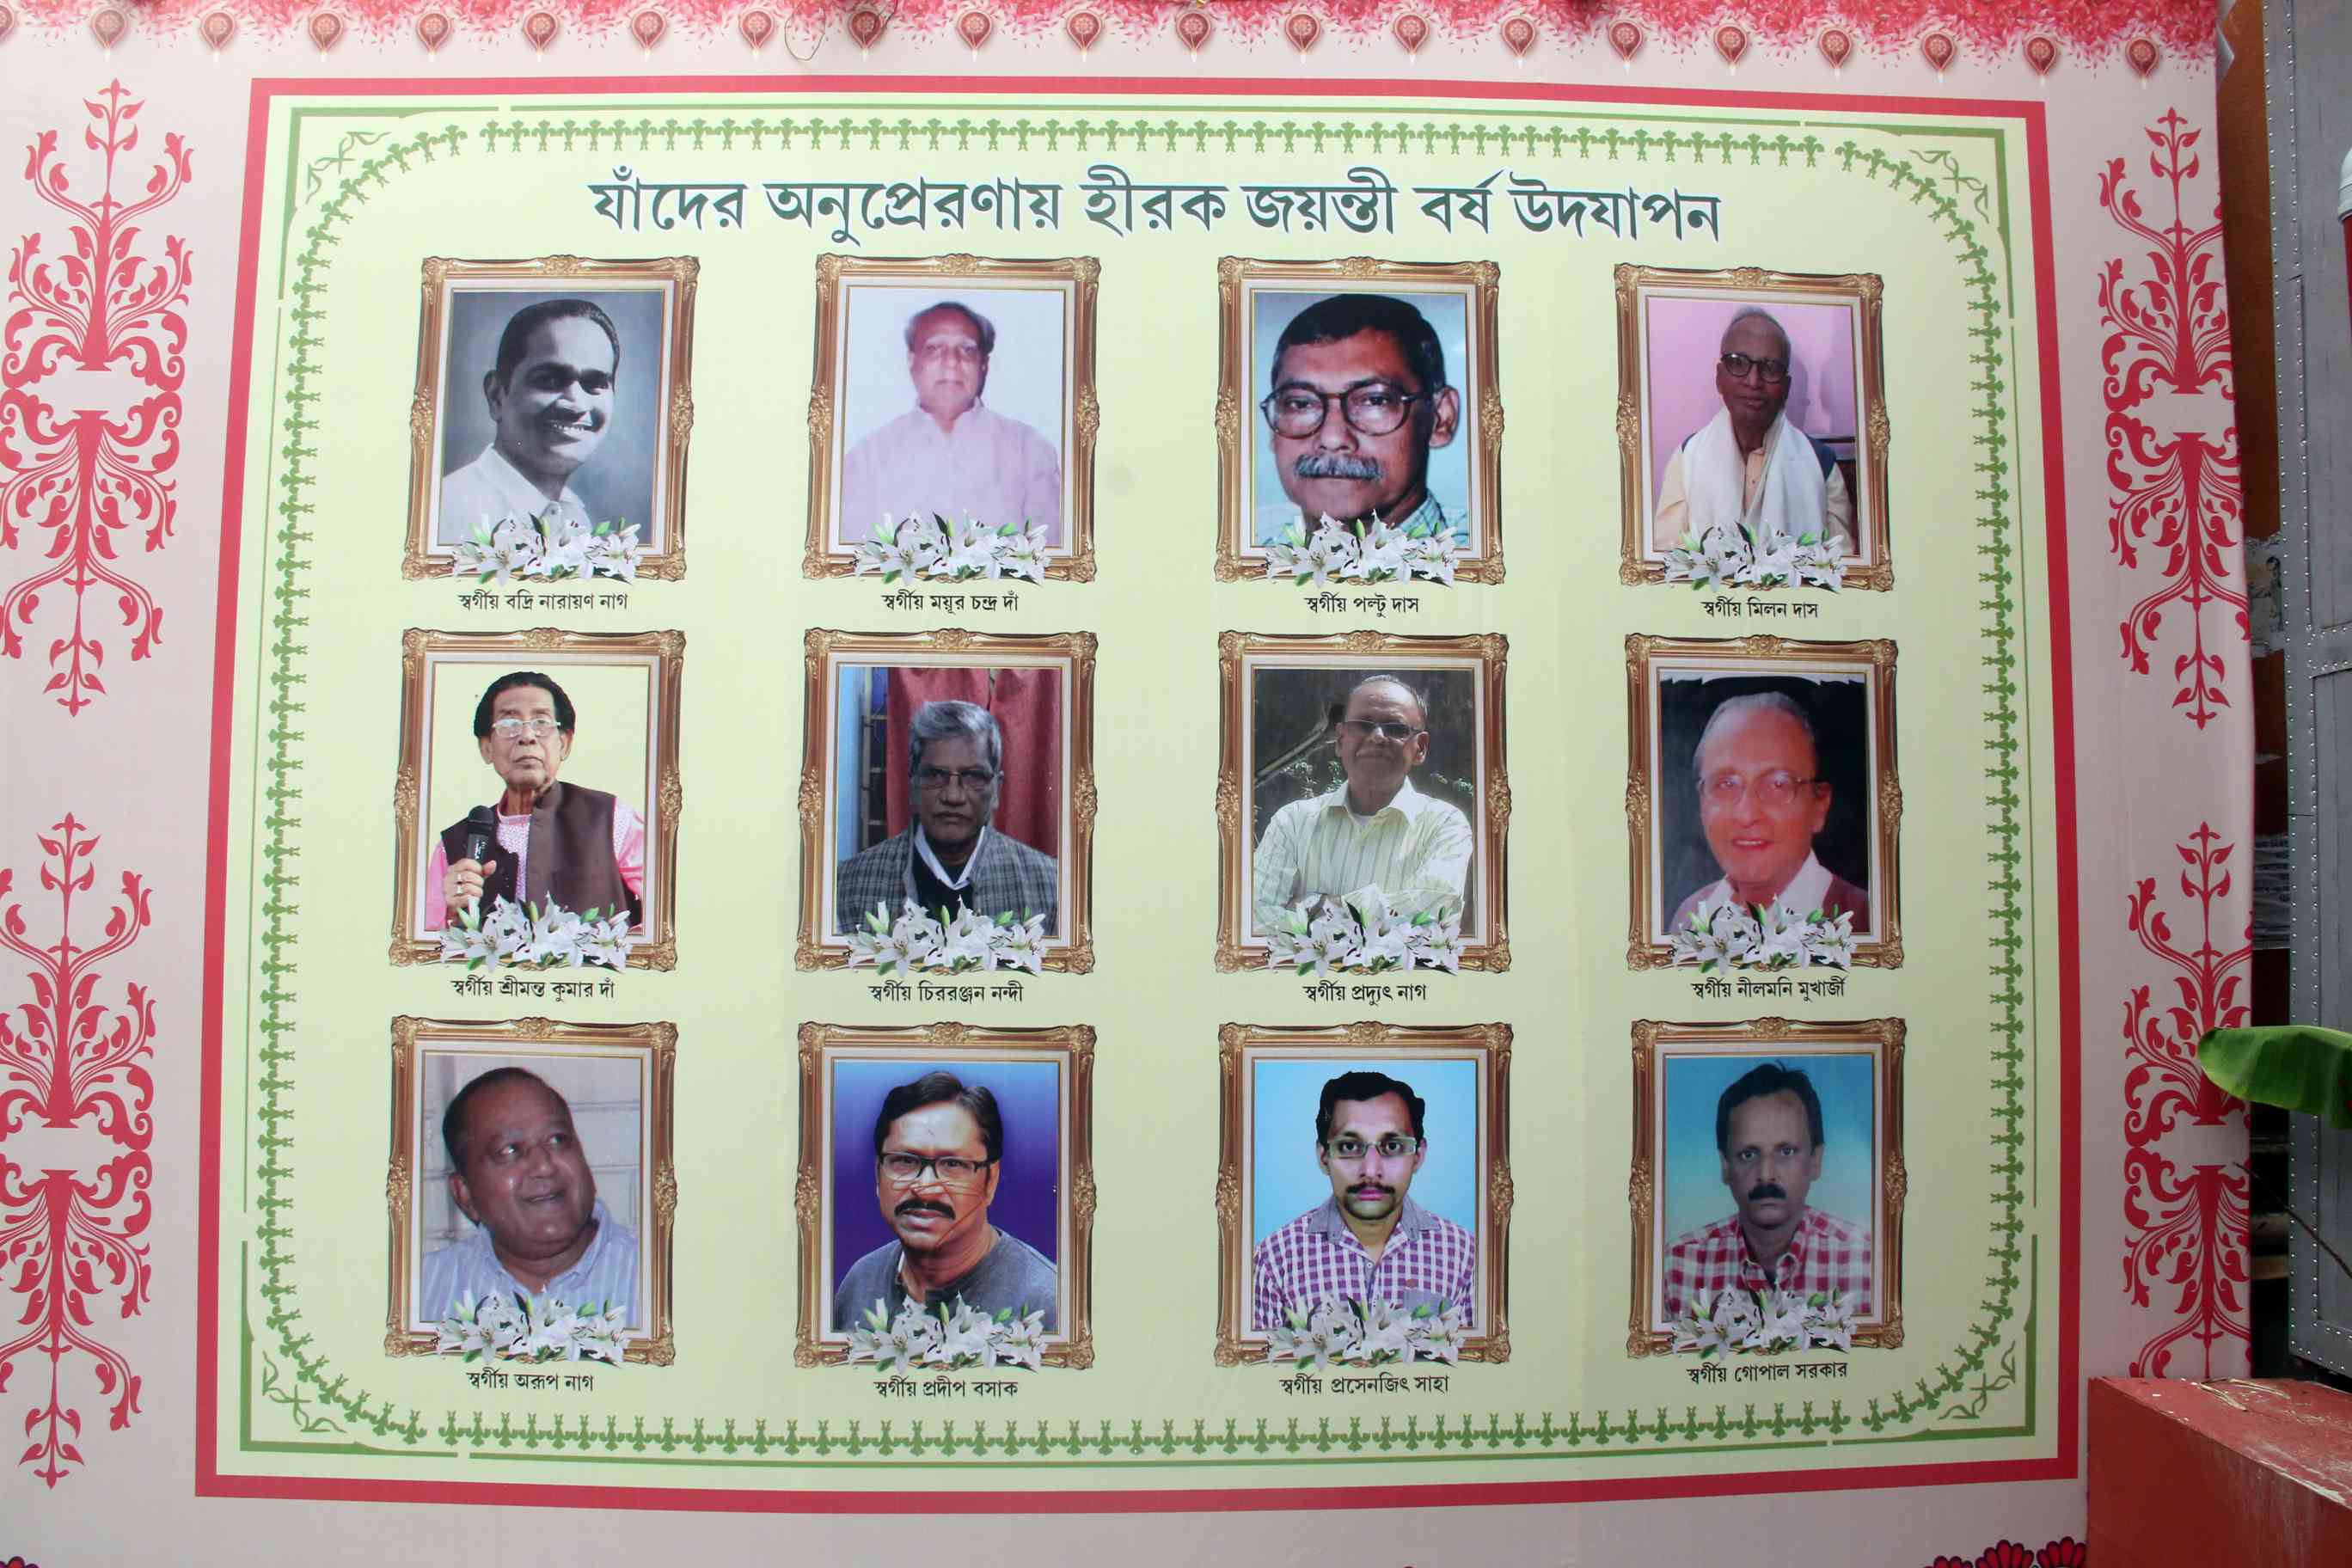 যাঁদের অনুপ্রেরণায় হীরক জয়ন্তী বর্ষ উদযাপন
স্বর্গীয় বদ্রি নারায়ণ নাগ
স্বর্গীয় ময়ূর চন্দ্র দাঁ
স্বর্গীয় পল্টু দাস
স্বর্গীয় মিলন দাস
স্বর্গীয় শ্রীমন্ত কুমার দাঁ
স্বর্গীয় চিররঞ্জন নন্দী
স্বর্গীয় প্রদ্যুৎ নাগ
স্বর্গীয় নীলমনি মুখার্জী
স্বর্গীয় অরূপ নাগ
স্বর্গীয় প্রদীপ বসাক
স্বর্গীয় প্রসেনজিৎ সাহা
স্বর্গীয় গোপাল সরকার